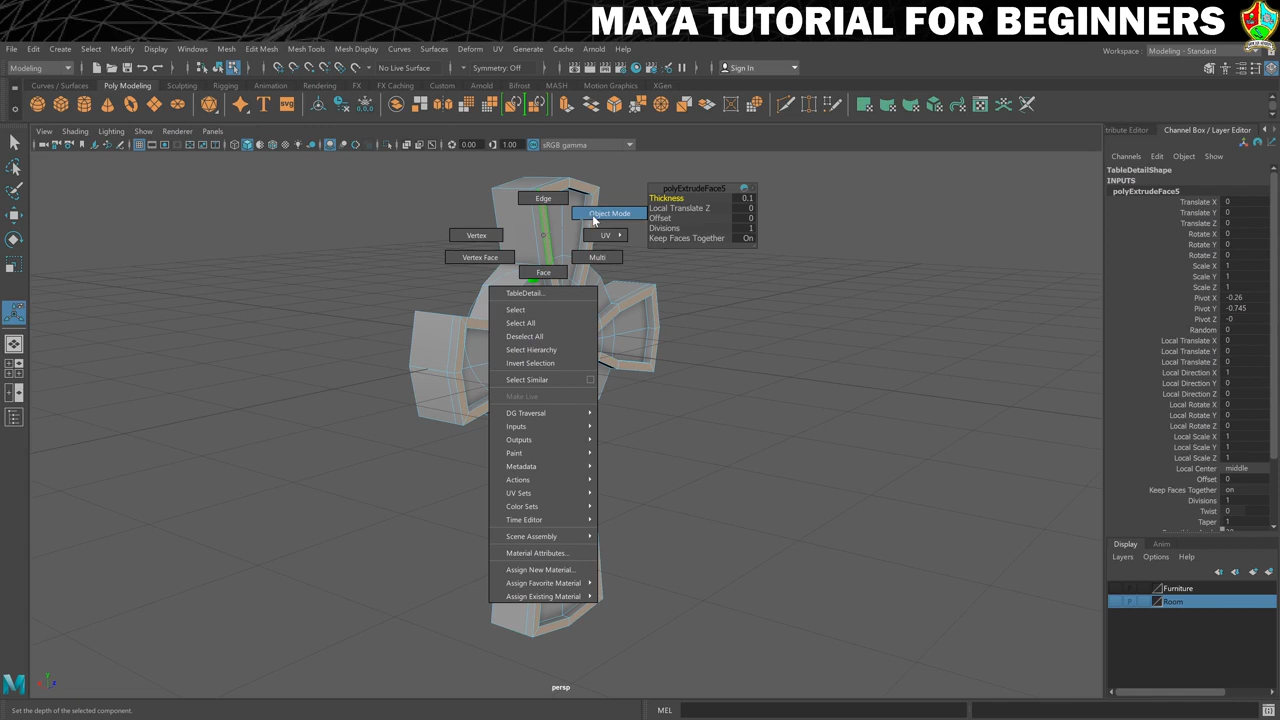 MAYA TUTORIAL FOR BEGINNERS
File Edit Create Select Modify Display Windows Mesh Edit Mesh Mesh Tools Mesh Display Curves Surfaces Deform UV Generate Cache Arnold Help
Workspace : Modeling - Standard
Modeling No Live Surface Symmetry: Off Sign In
Curves / Surfaces Poly Modeling Sculpting Rigging Animation Rendering FX FX Caching Custom Arnold Bifrost MASH Motion Graphics XGen
View Shading Lighting Show Renderer Panels
tribute Editor Channel Box / Layer Editor
0.00 1.00 sRGB gamma
Channels Edit Object Show
TableDetailShape
INPUTS
polyExtrudeFace5
Translate X 0
Translate Y 0
Translate Z 0
Rotate X 0
Rotate Y 0
Rotate Z 0
Scale X 1
Scale Y 1
Scale Z 1
Pivot X -0.26
Pivot Y -0.745
Pivot Z -0
Random 0
Local Translate X 0
Local Translate Y 0
Local Translate Z 0
Local Direction X 1
Local Direction Y 0
Local Direction Z 0
Local Rotate X 0
Local Rotate Y 0
Local Rotate Z 0
Local Scale X 1
Local Scale Y 1
Local Scale Z 1
Local Center middle
Offset 0
Keep Faces Together on
Divisions 1
Twist 0
Taper 1
polyExtrudeFace5
Thickness 0.1
Local Translate Z 0
Offset 0
Divisions 1
Keep Faces Together On
Edge
Object Mode
Vertex
UV
Vertex Face
Multi
Face
TableDetail...
Select
Select All
Deselect All
Select Hierarchy
Invert Selection
Select Similar
Make Live
DG Traversal
Inputs
Outputs
Paint
Metadata
Actions
UV Sets
Color Sets
Time Editor
Scene Assembly
Material Attributes...
Assign New Material...
Assign Favorite Material
Assign Existing Material
Display Anim
Layers Options Help
P Furniture
P Room
persp
Set the depth of the selected component.
MEL